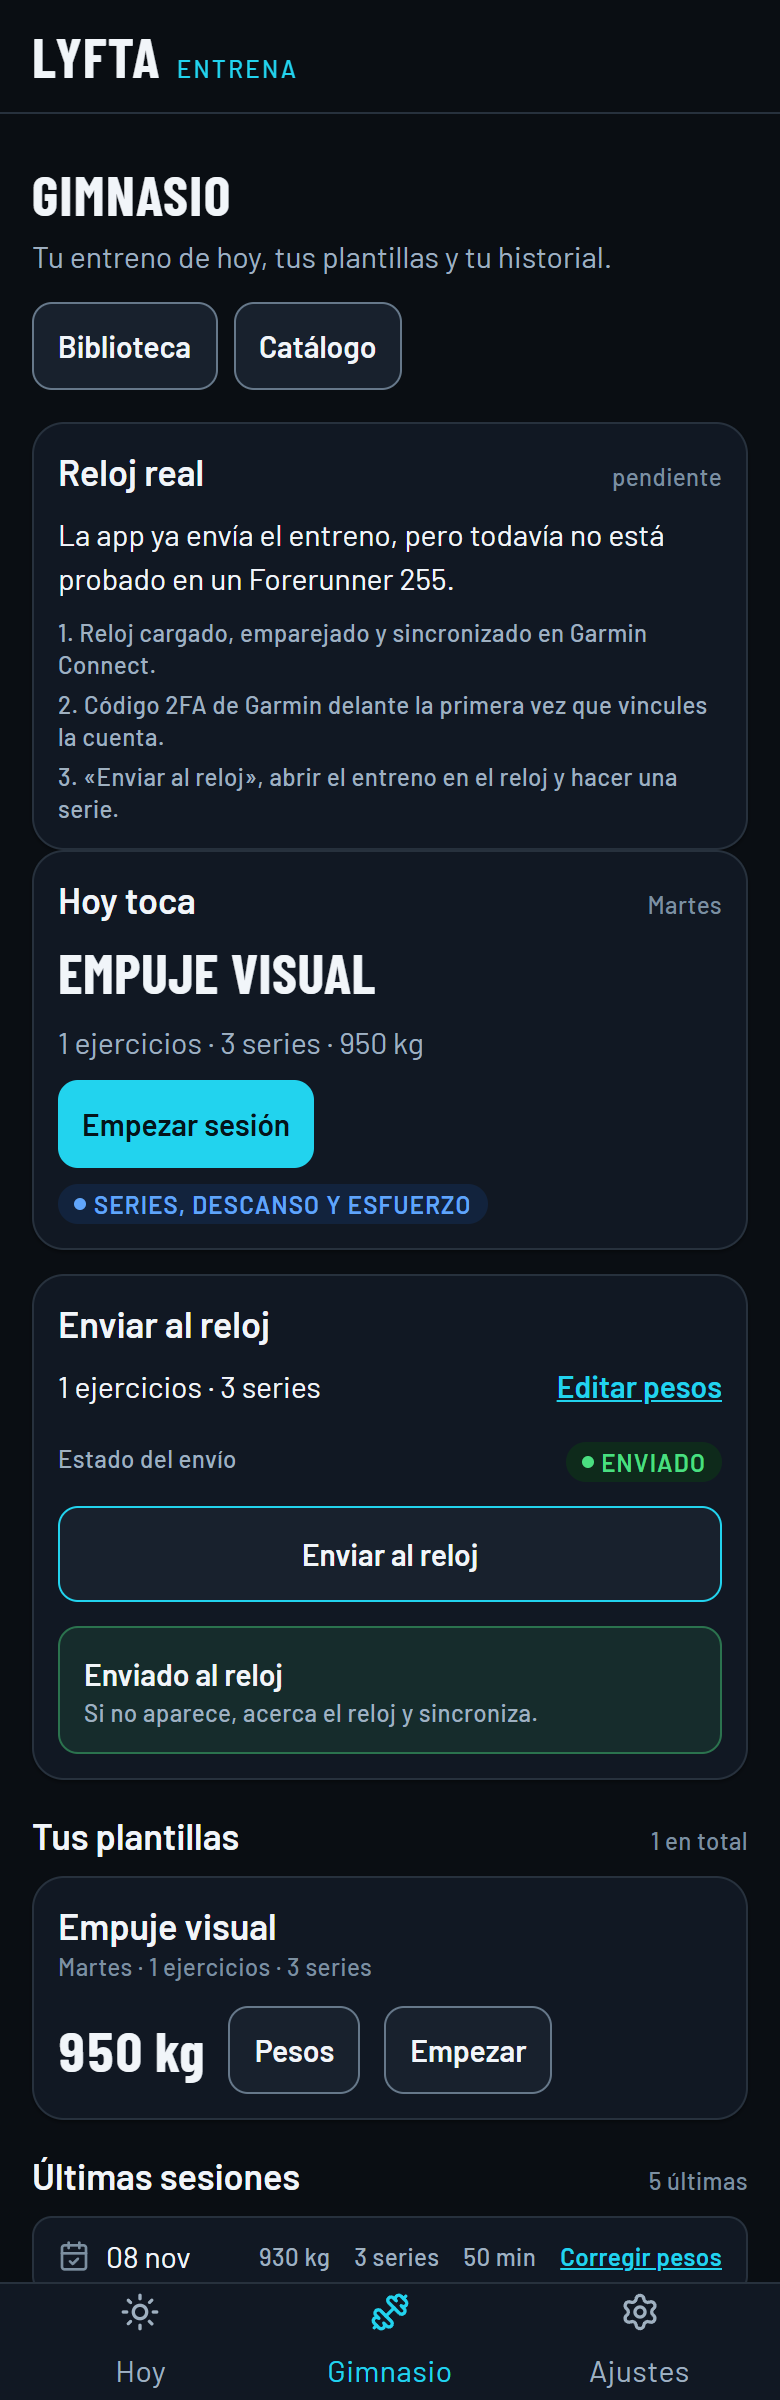 LYFTA ENTRENA
GIMNASIO
Tu entreno de hoy, tus plantillas y tu historial.
Biblioteca Catálogo
Reloj real pendiente
La app ya envía el entreno, pero todavía no está
probado en un Forerunner 255.
1. Reloj cargado, emparejado y sincronizado en Garmin
Connect.
2. Código 2FA de Garmin delante la primera vez que vincules
la cuenta.
3. «Enviar al reloj», abrir el entreno en el reloj y hacer una
serie.
Hoy toca Martes
EMPUJE VISUAL
1 ejercicios · 3 series · 950 kg
Empezar sesión
SERIES, DESCANSO Y ESFUERZO
Enviar al reloj
1 ejercicios · 3 series Editar pesos
Estado del envío ENVIADO
Enviar al reloj
Enviado al reloj
Si no aparece, acerca el reloj y sincroniza.
Tus plantillas 1 en total
Empuje visual
Martes · 1 ejercicios · 3 series
950 kg Pesos Empezar
Últimas sesiones 5 últimas
08 nov 930 kg 3 series 50 min Corregir pesos
Hoy Gimnasio Ajustes